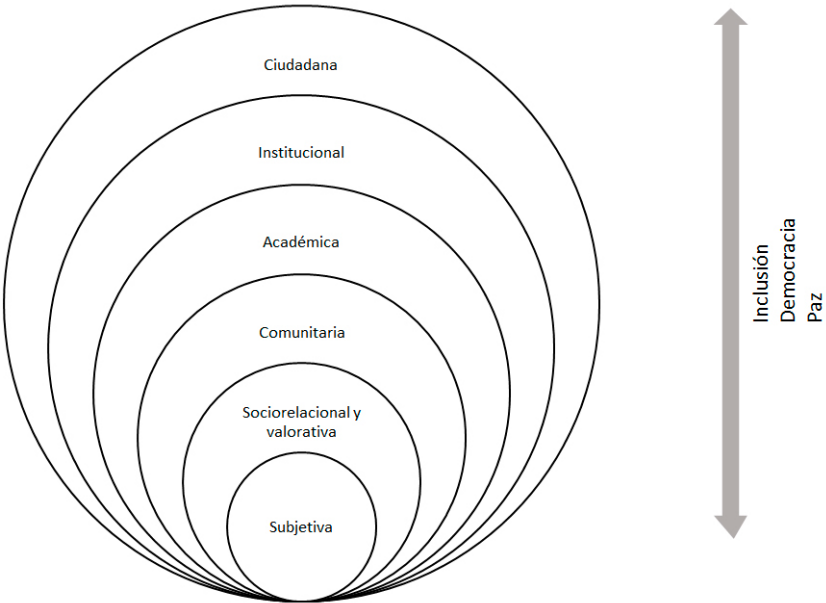 Ciudadana
Institucional
Académica
Comunitaria
Sociorelacional y
valorativa
Subjetiva
Inclusión
Democracia
Paz